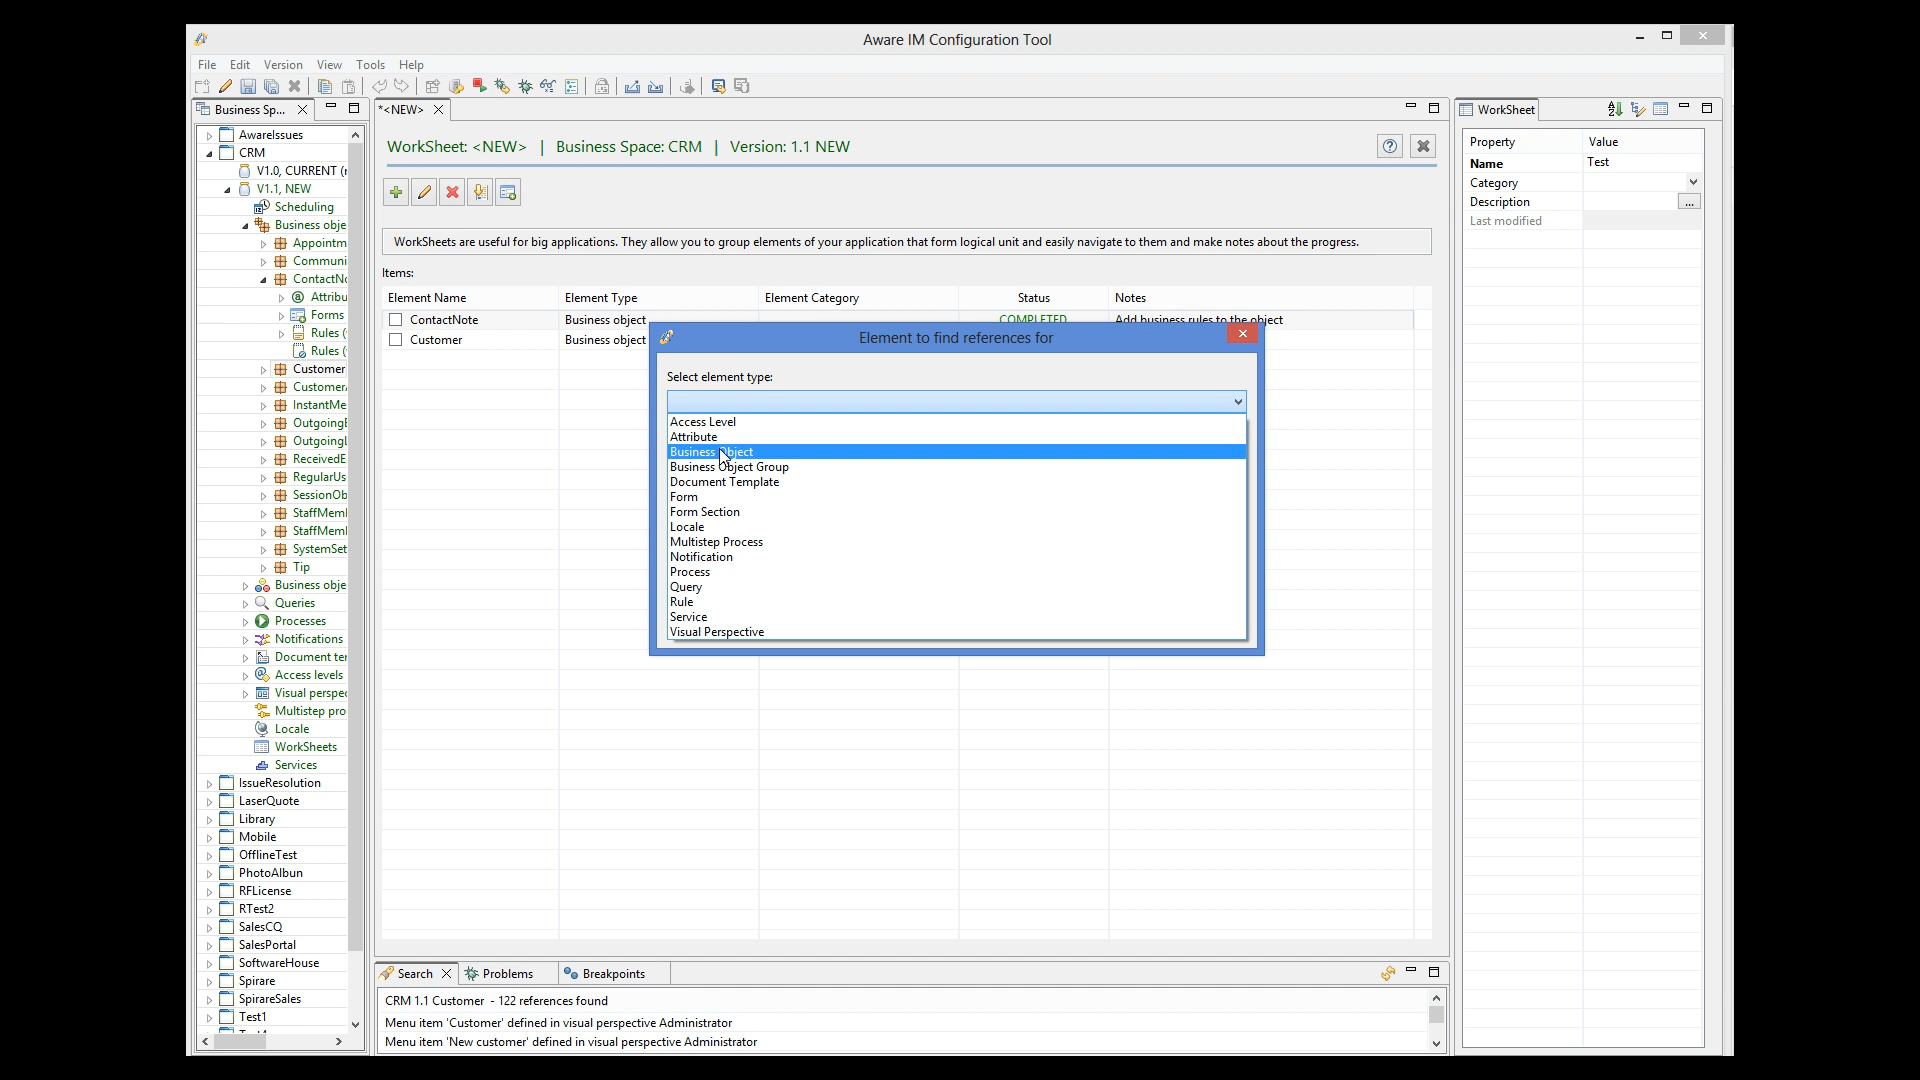 Aware IM Configuration Tool
File Edit Version View Tools Help
Business Sp...
*<NEW>
WorkSheet
AwareIssues
CRM
V1.0, CURRENT (r
V1.1, NEW
Scheduling
Business obje
Appointm
Communi
ContactNo
Attribu
Forms
Rules (
Rules (
Customer
Customer
InstantMe
OutgoingE
OutgoingL
ReceivedE
RegularUs
SessionOb
StaffMeml
StaffMeml
SystemSet
Tip
Business obje
Queries
Processes
Notifications
Document ter
Access levels
Visual perspec
Multistep pro
Locale
WorkSheets
Services
IssueResolution
LaserQuote
Library
Mobile
OfflineTest
PhotoAlbun
RFLicense
RTest2
SalesCQ
SalesPortal
SoftwareHouse
Spirare
SpirareSales
Test1
WorkSheet: <NEW> | Business Space: CRM | Version: 1.1 NEW
WorkSheets are useful for big applications. They allow you to group elements of your application that form logical unit and easily navigate to them and make notes about the progress.
Items:
Element Name Element Type Element Category Status Notes
ContactNote Business object COMPLETED Add business rules to the object
Customer Business object
Element to find references for
Select element type:
Access Level
Attribute
Business Object
Business Object Group
Document Template
Form
Form Section
Locale
Multistep Process
Notification
Process
Query
Rule
Service
Visual Perspective
Search Problems Breakpoints
CRM 1.1 Customer - 122 references found
Menu item 'Customer' defined in visual perspective Administrator
Menu item 'New customer' defined in visual perspective Administrator
Property Value
Name Test
Category
Description ...
Last modified